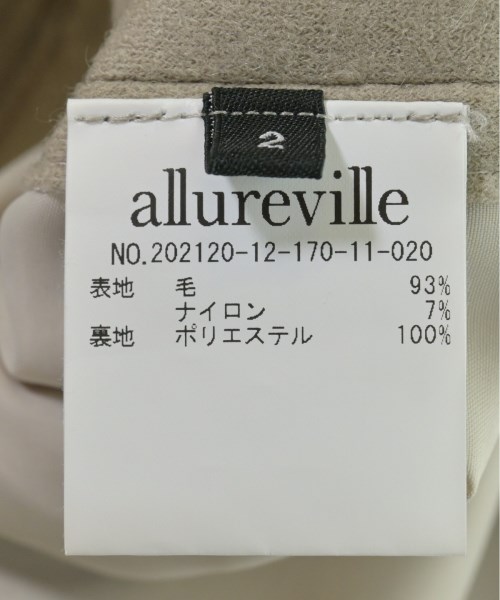 2
allureville
NO.202120-12-170-11-020
表地 毛 93%
ナイロン 7%
裏地 ポリエステル 100%